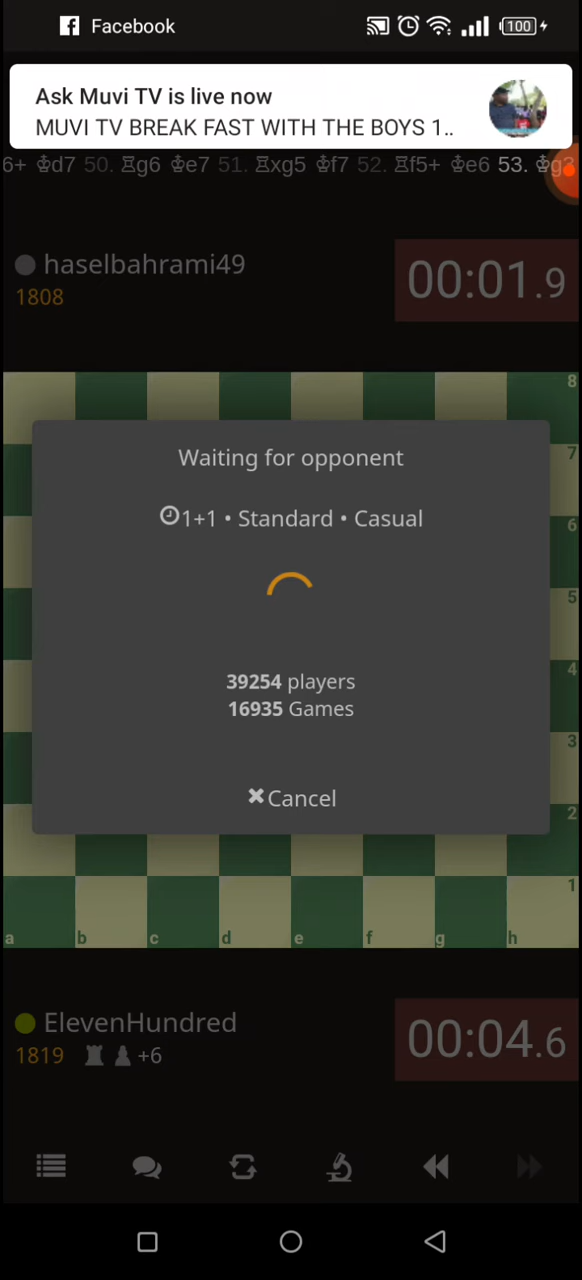 Facebook
100
Ask Muvi TV is live now
MUVI TV BREAK FAST WITH THE BOYS 1..
6+ ♔d7 50. ♖g6 ♔e7 51. ♖xg5 ♔f7 52. ♖f5+ ♔e6 53. ♔g3
haselbahrami49
1808
00:01.9
8
Waiting for opponent
7
1+1 • Standard • Casual
6
5
39254 players
4
16935 Games
3
Cancel
2
1
a b c d e f g h
ElevenHundred
1819 +6
00:04.6